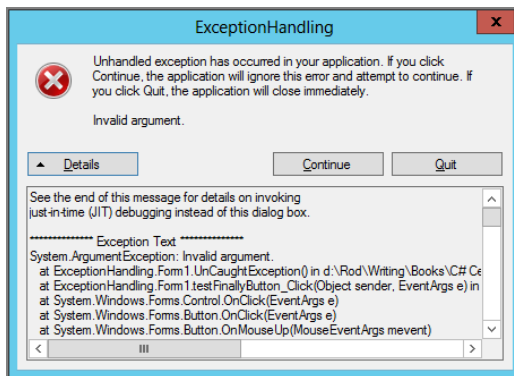 ExceptionHandling
x
Unhandled exception has occurred in your application. If you click
Continue, the application will ignore this error and attempt to continue. If
you click Quit, the application will close immediately.
Invalid argument.
Details
Continue
Quit
See the end of this message for details on invoking
just-in-time (JIT) debugging instead of this dialog box.
************** Exception Text **************
System.ArgumentException: Invalid argument.
at ExceptionHandling.Form1.UnCaughtException() in d:\Rod\Writing\Books\C# Ce
at ExceptionHandling.Form1.testFinallyButton_Click(Object sender, EventArgs e) in
at System.Windows.Forms.Control.OnClick(EventArgs e)
at System.Windows.Forms.Button.OnClick(EventArgs e)
at System.Windows.Forms.Button.OnMouseUp(MouseEventArgs mevent)